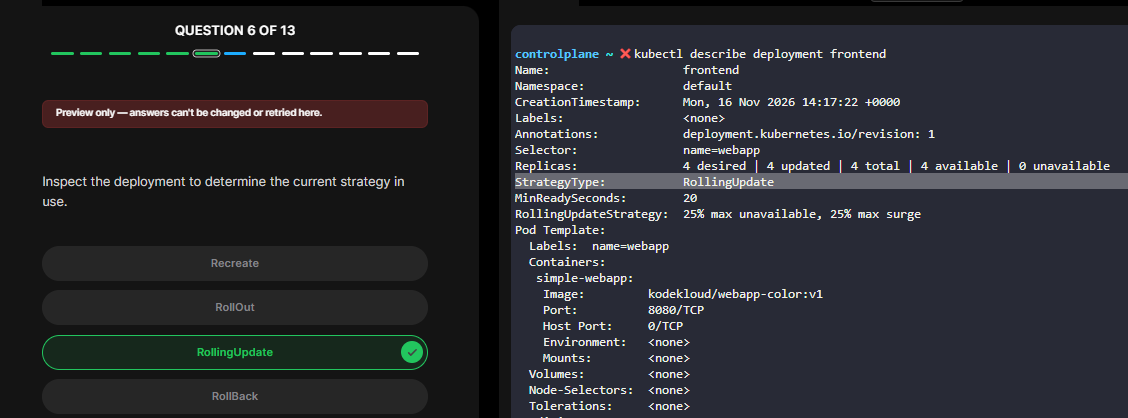 QUESTION 6 OF 13
Preview only — answers can't be changed or retried here.
Inspect the deployment to determine the current strategy in
use.
Recreate
RollOut
RollingUpdate
RollBack
controlplane ~ ✖ kubectl describe deployment frontend
Name:                   frontend
Namespace:              default
CreationTimestamp:      Mon, 16 Nov 2026 14:17:22 +0000
Labels:                 <none>
Annotations:            deployment.kubernetes.io/revision: 1
Selector:               name=webapp
Replicas:               4 desired | 4 updated | 4 total | 4 available | 0 unavailable
StrategyType:           RollingUpdate
MinReadySeconds:        20
RollingUpdateStrategy:  25% max unavailable, 25% max surge
Pod Template:
  Labels:  name=webapp
  Containers:
   simple-webapp:
    Image:         kodekloud/webapp-color:v1
    Port:          8080/TCP
    Host Port:     0/TCP
    Environment:   <none>
    Mounts:        <none>
  Volumes:         <none>
  Node-Selectors:  <none>
  Tolerations:     <none>